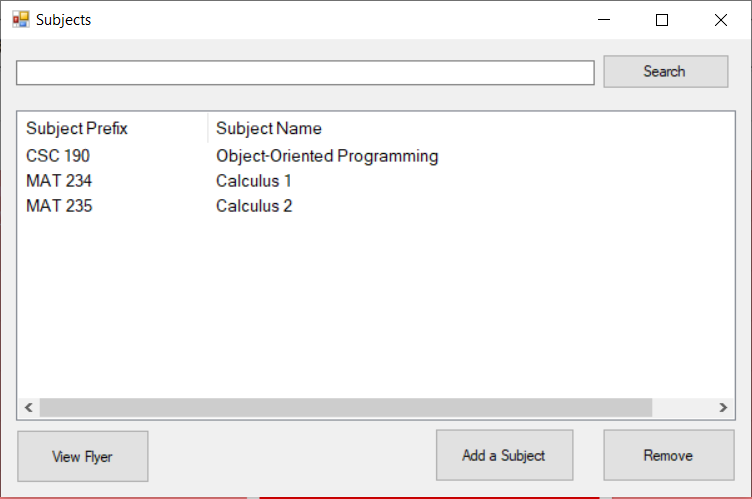 Subjects
Search
Subject Prefix Subject Name
CSC 190 Object-Oriented Programming
MAT 234 Calculus 1
MAT 235 Calculus 2
View Flyer Add a Subject Remove